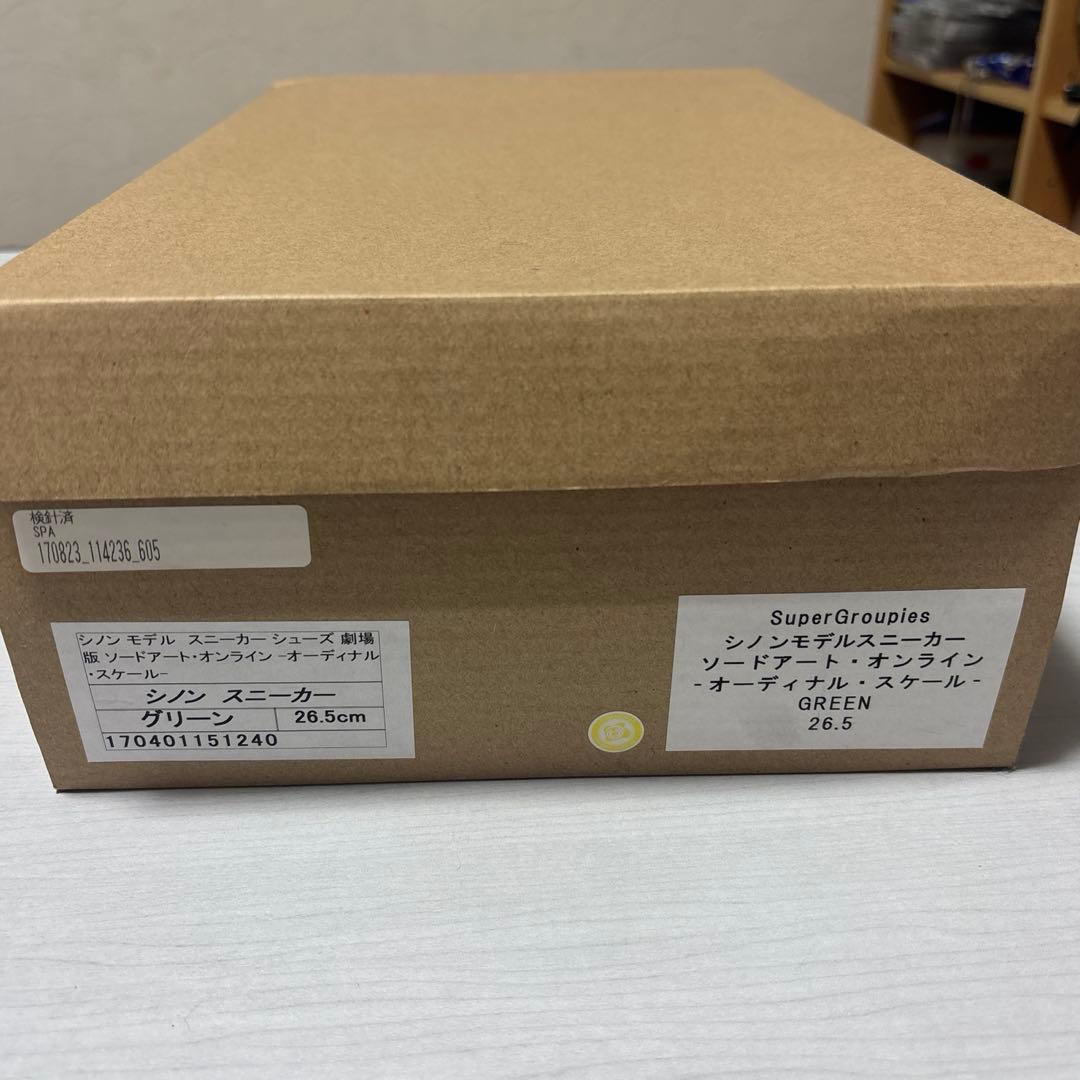 検針済
SPA
170823_114236_605
シノン モデル スニーカー シューズ 劇場
版 ソードアート・オンライン -オーディナル
・スケール-
シノン スニーカー
グリーン 26.5cm
170401151240
SuperGroupies
シノンモデルスニーカー
ソードアート・オンライン
-オーディナル・スケール-
GREEN
26.5